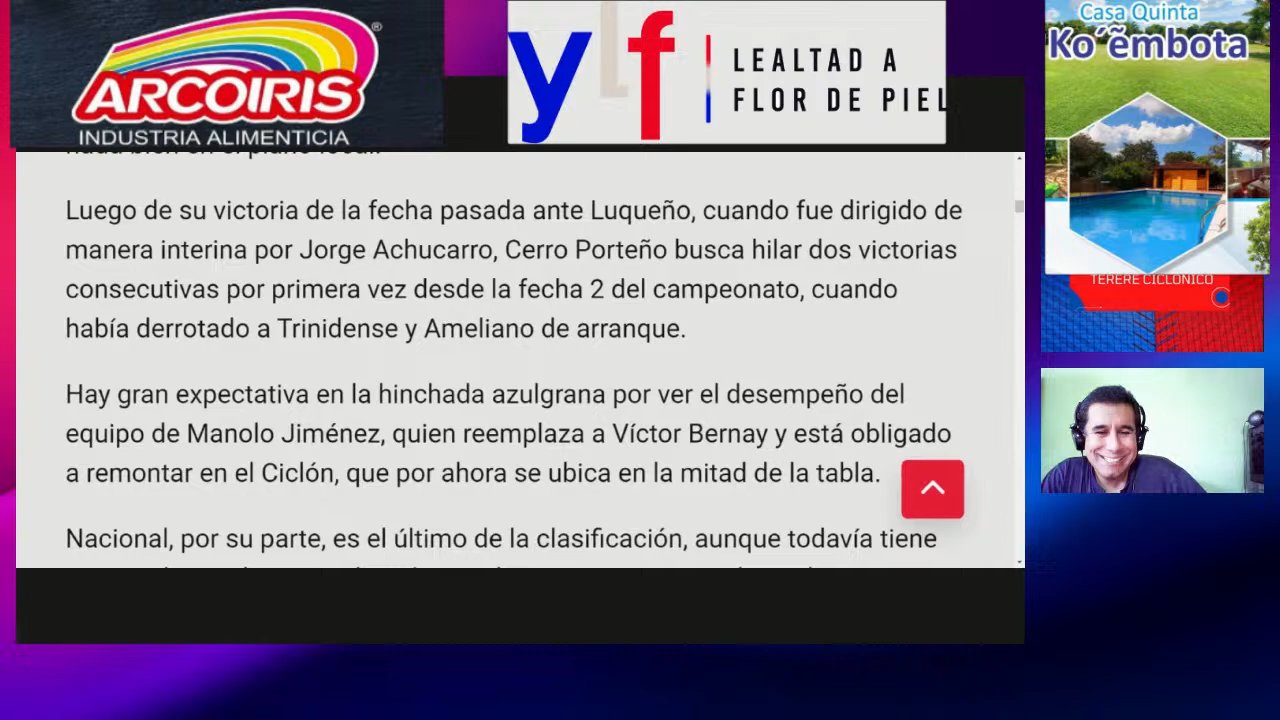 ARCOIRIS
®
INDUSTRIA ALIMENTICIA
yf
LEALTAD A
FLOR DE PIEL
Casa Quinta
Ko´ẽmbota
TERERE CICLONICO
Luego de su victoria de la fecha pasada ante Luqueño, cuando fue dirigido de
manera interina por Jorge Achucarro, Cerro Porteño busca hilar dos victorias
consecutivas por primera vez desde la fecha 2 del campeonato, cuando
había derrotado a Trinidense y Ameliano de arranque.
Hay gran expectativa en la hinchada azulgrana por ver el desempeño del
equipo de Manolo Jiménez, quien reemplaza a Víctor Bernay y está obligado
a remontar en el Ciclón, que por ahora se ubica en la mitad de la tabla.
Nacional, por su parte, es el último de la clasificación, aunque todavía tiene